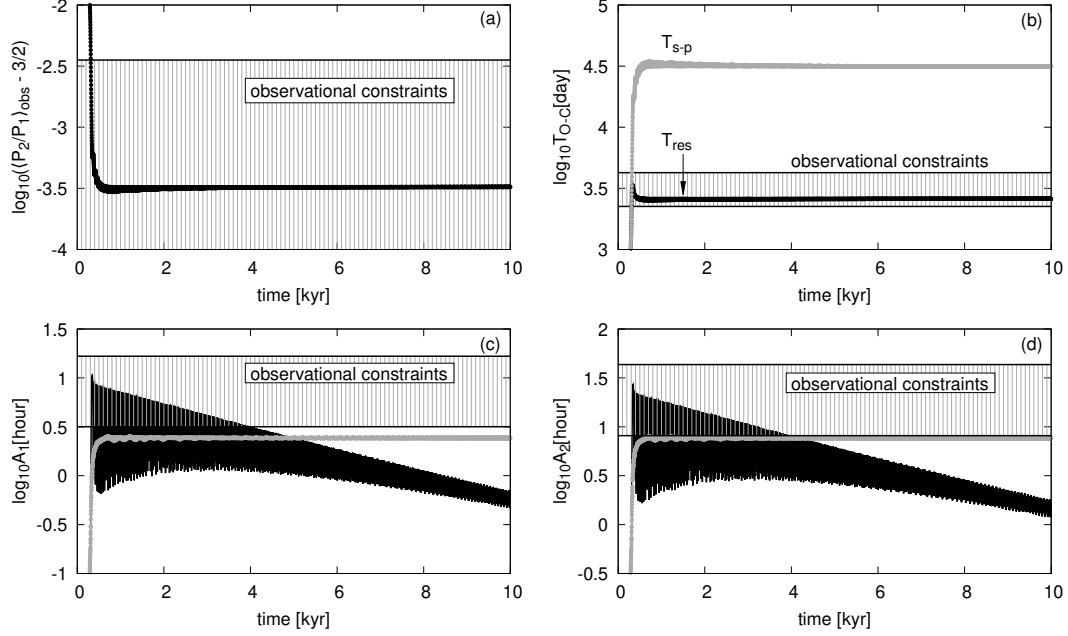 (a)
-2
-2.5
-3
-3.5
-4
log10(⟨P2/P1⟩obs - 3/2)
observational constraints
0 2 4 6 8 10
time [kyr]
(b)
5
4.5
4
3.5
3
log10TO-C[day]
Ts-p
Tres
observational constraints
0 2 4 6 8 10
time [kyr]
(c)
1.5
1
0.5
0
-0.5
-1
log10A1[hour]
observational constraints
0 2 4 6 8 10
time [kyr]
(d)
2
1.5
1
0.5
0
-0.5
log10A2[hour]
observational constraints
0 2 4 6 8 10
time [kyr]